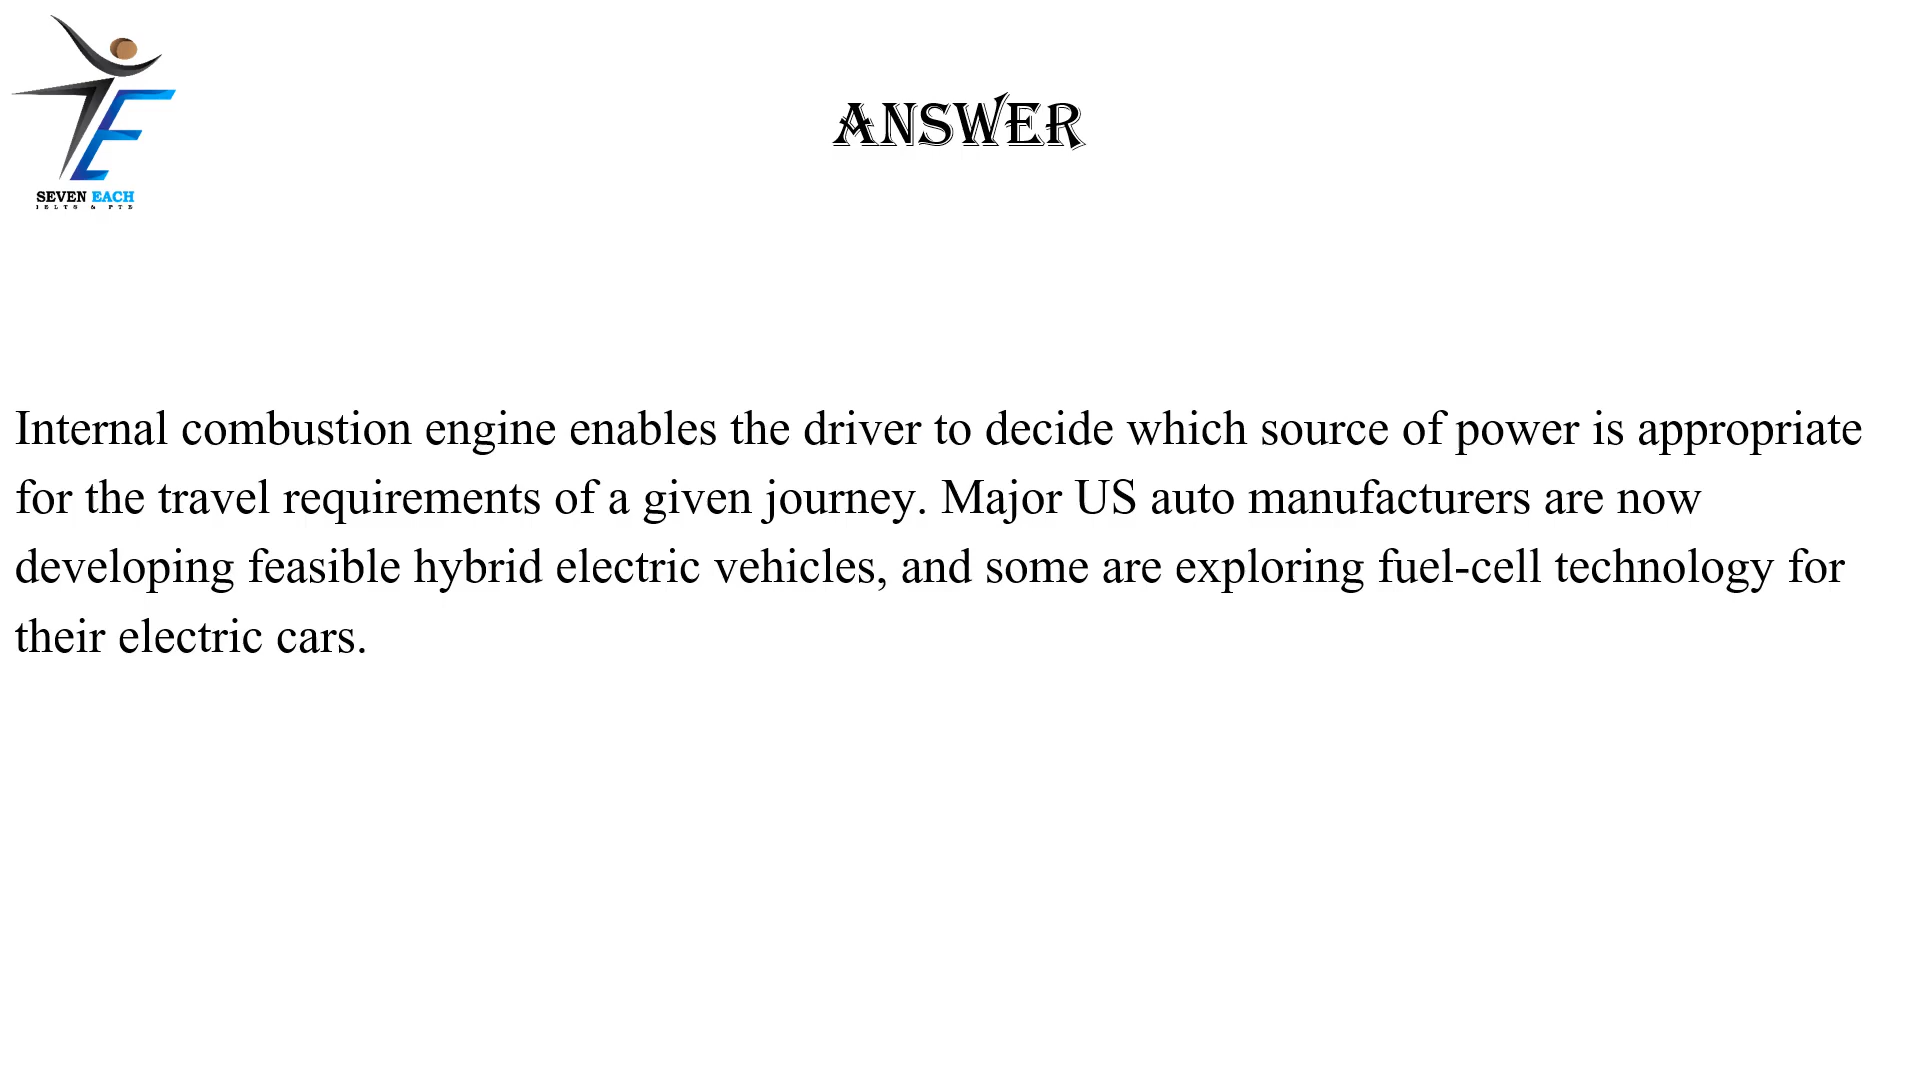 ANSWER
SEVEN EACH
IELTS & PTE
Internal combustion engine enables the driver to decide which source of power is appropriate
for the travel requirements of a given journey. Major US auto manufacturers are now
developing feasible hybrid electric vehicles, and some are exploring fuel-cell technology for
their electric cars.